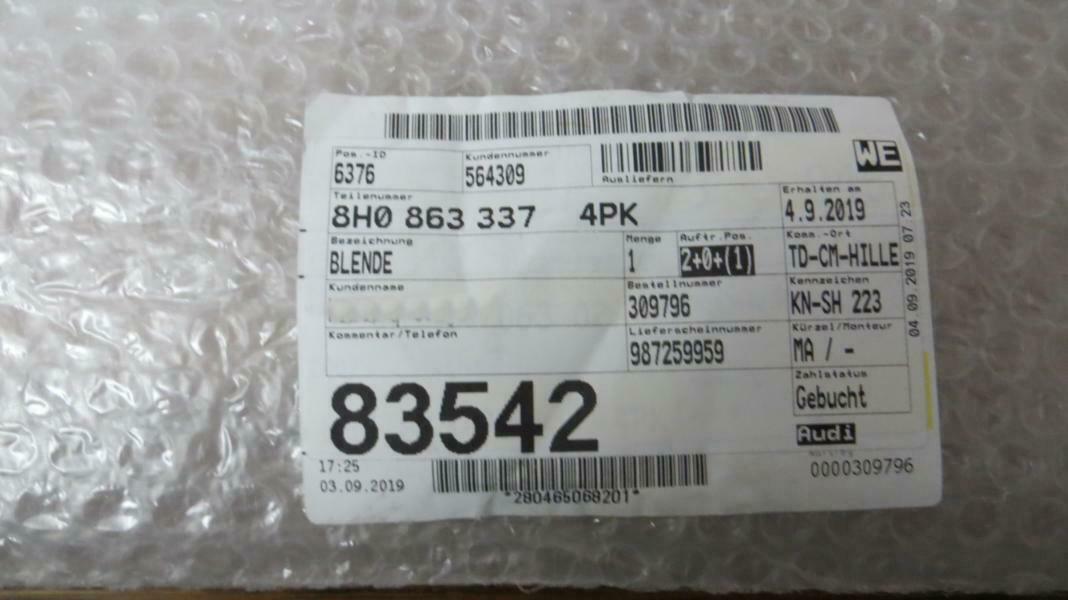 Pos.-ID Kundennummer WE
6376 564309 Ausliefern
Teilenummer Erhalten am
8H0 863 337 4PK 4.9.2019
Bezeichnung Menge Auftr.Pos. Komm.-Ort
BLENDE 1 2+0+(1) TD-CM-HILLE
Kundenname Bestellnummer Kennzeichen
309796 KN-SH 223
Kommentar/Telefon Lieferscheinnummer Kürzel/Monteur
987259959 MA / -
Zahlstatus
Gebucht
83542
Audi
17:25 0000309796
03.09.2019
*280465068201*
04.09.2019 07:23